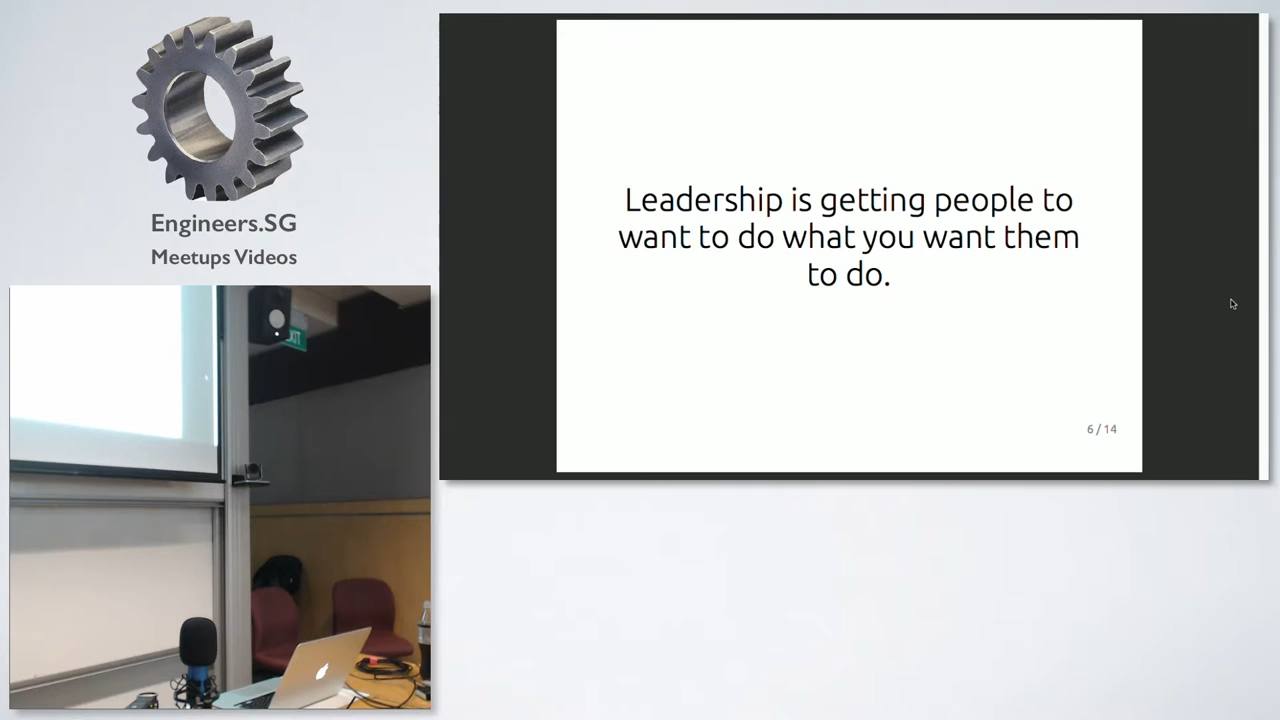 Engineers.SG
Meetups Videos
Leadership is getting people to
want to do what you want them
to do.
6 / 14